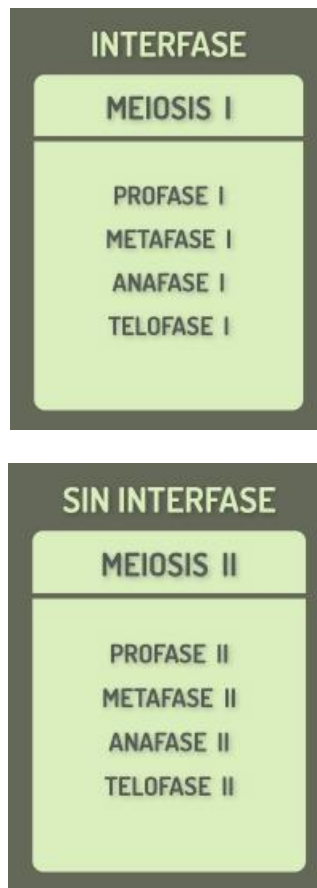 INTERFASE
MEIOSIS I
PROFASE I
METAFASE I
ANAFASE I
TELOFASE I
SIN INTERFASE
MEIOSIS II
PROFASE II
METAFASE II
ANAFASE II
TELOFASE II